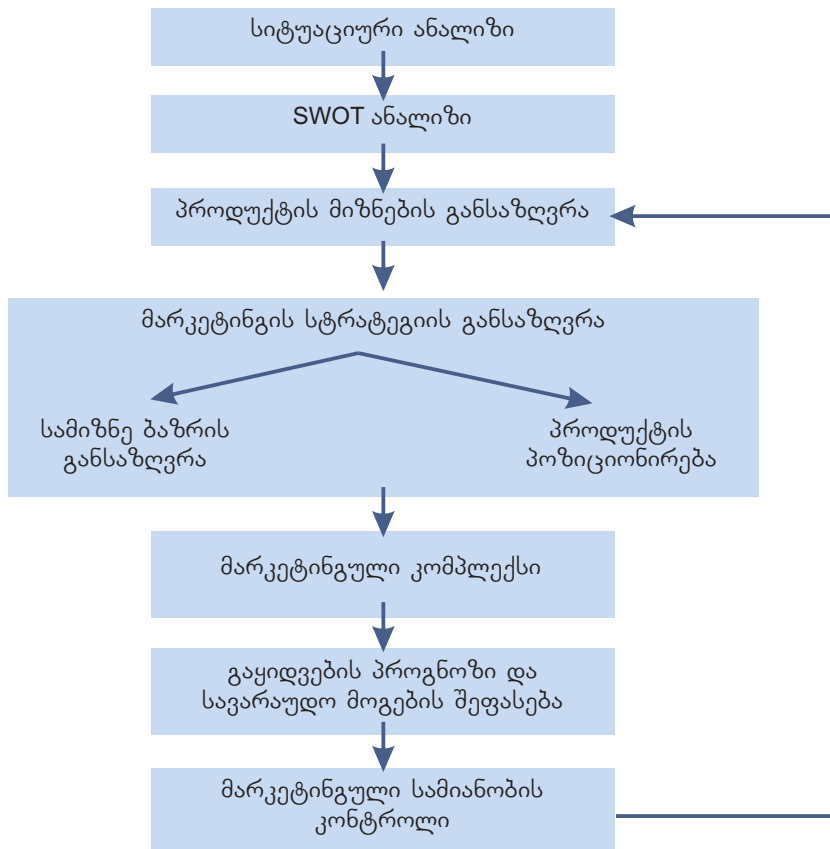 სიტუაციური ანალიზი
SWOT ანალიზი
პროდუქტის მიზნების განსაზღვრა
მარკეტინგის სტრატეგიის განსაზღვრა
სამიზნე ბაზრის
განსაზღვრა
პროდუქტის
პოზიციონირება
მარკეტინგული კომპლექსი
გაყიდვების პროგნოზი და
სავარაუდო მოგების შეფასება
მარკეტინგული სამიანობის
კონტროლი